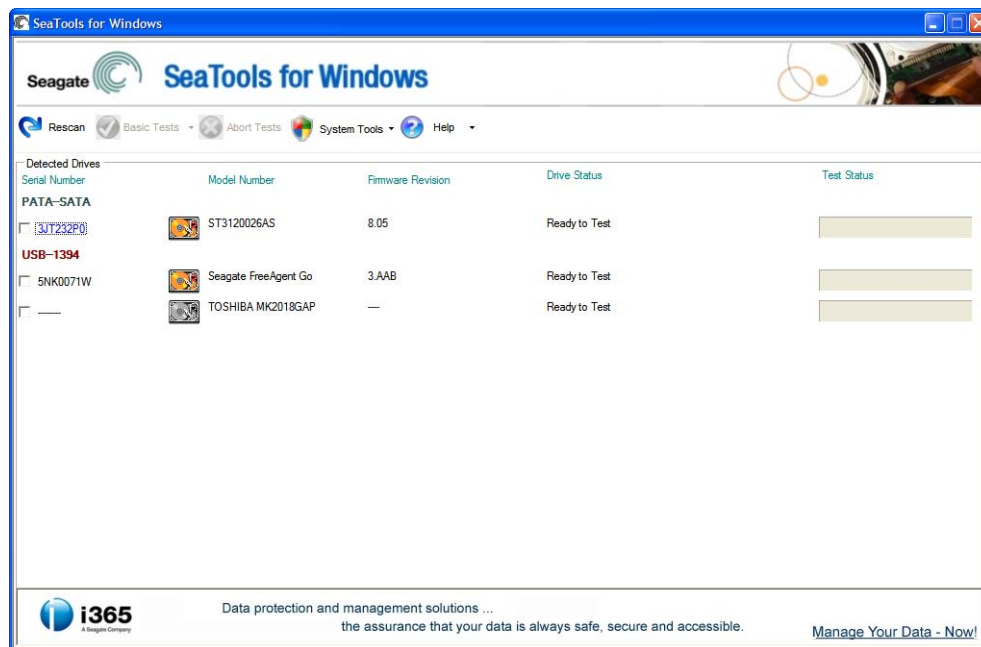 SeaTools for Windows
Seagate SeaTools for Windows
Rescan Basic Tests Abort Tests System Tools Help
Detected Drives
Serial Number Model Number Firmware Revision Drive Status Test Status
PATA-SATA
3JT232P0 ST3120026AS 8.05 Ready to Test
USB-1394
5NK0071W Seagate FreeAgent Go 3.AAB Ready to Test
-------- TOSHIBA MK2018GAP ---- Ready to Test
i365 Data protection and management solutions ...
A Seagate Company the assurance that your data is always safe, secure and accessible.
Manage Your Data - Now!